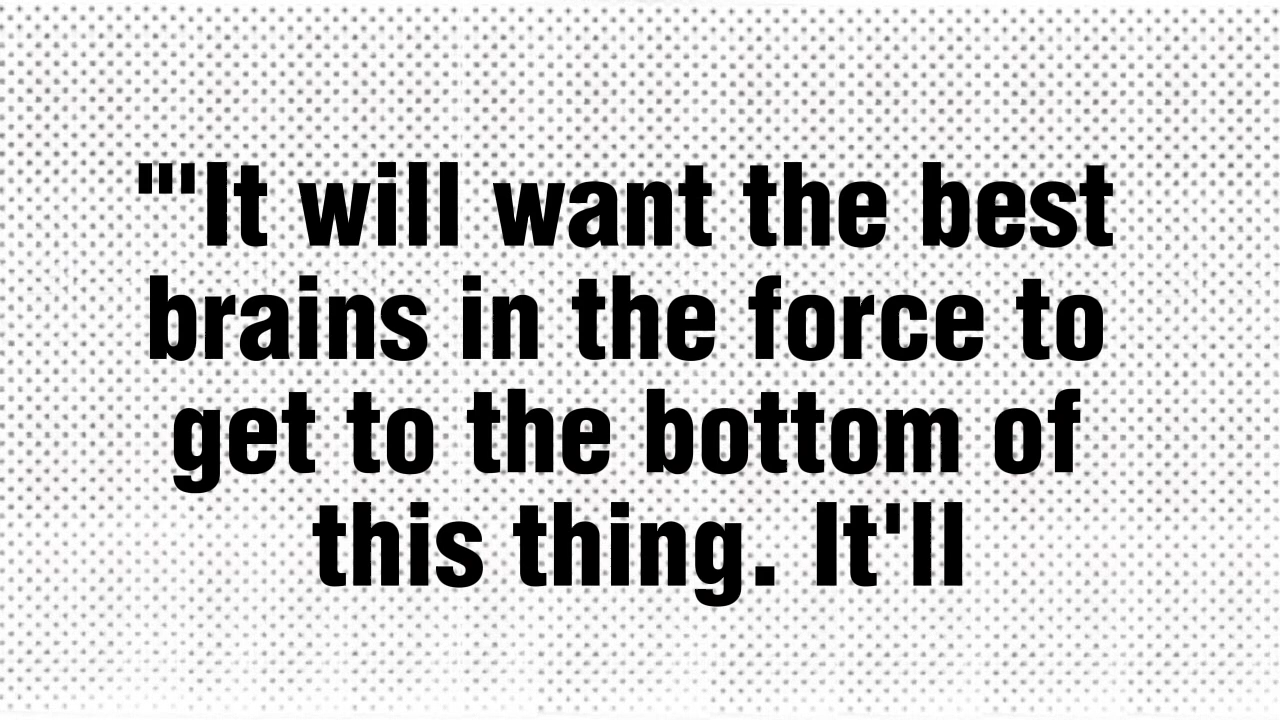 "'It will want the best
brains in the force to
get to the bottom of
this thing. It'll